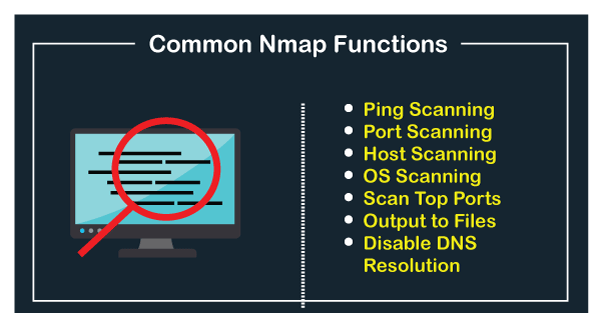 Common Nmap Functions
Ping Scanning
Port Scanning
Host Scanning
OS Scanning
Scan Top Ports
Output to Files
Disable DNS
Resolution